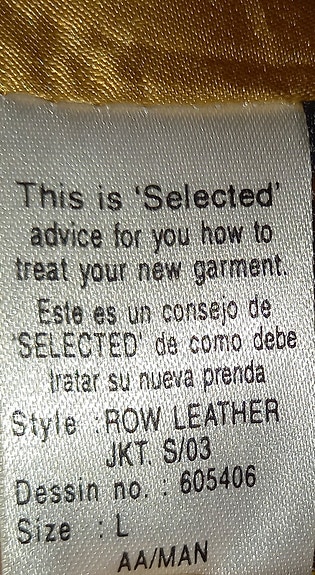 This is 'Selected'
advice for you how to
treat your new garment.
Este es un consejo de
'SELECTED' de como debe
tratar su nueva prenda
Style : ROW LEATHER
JKT. S/03
Dessin no. : 605406
Size : L
AA/MAN